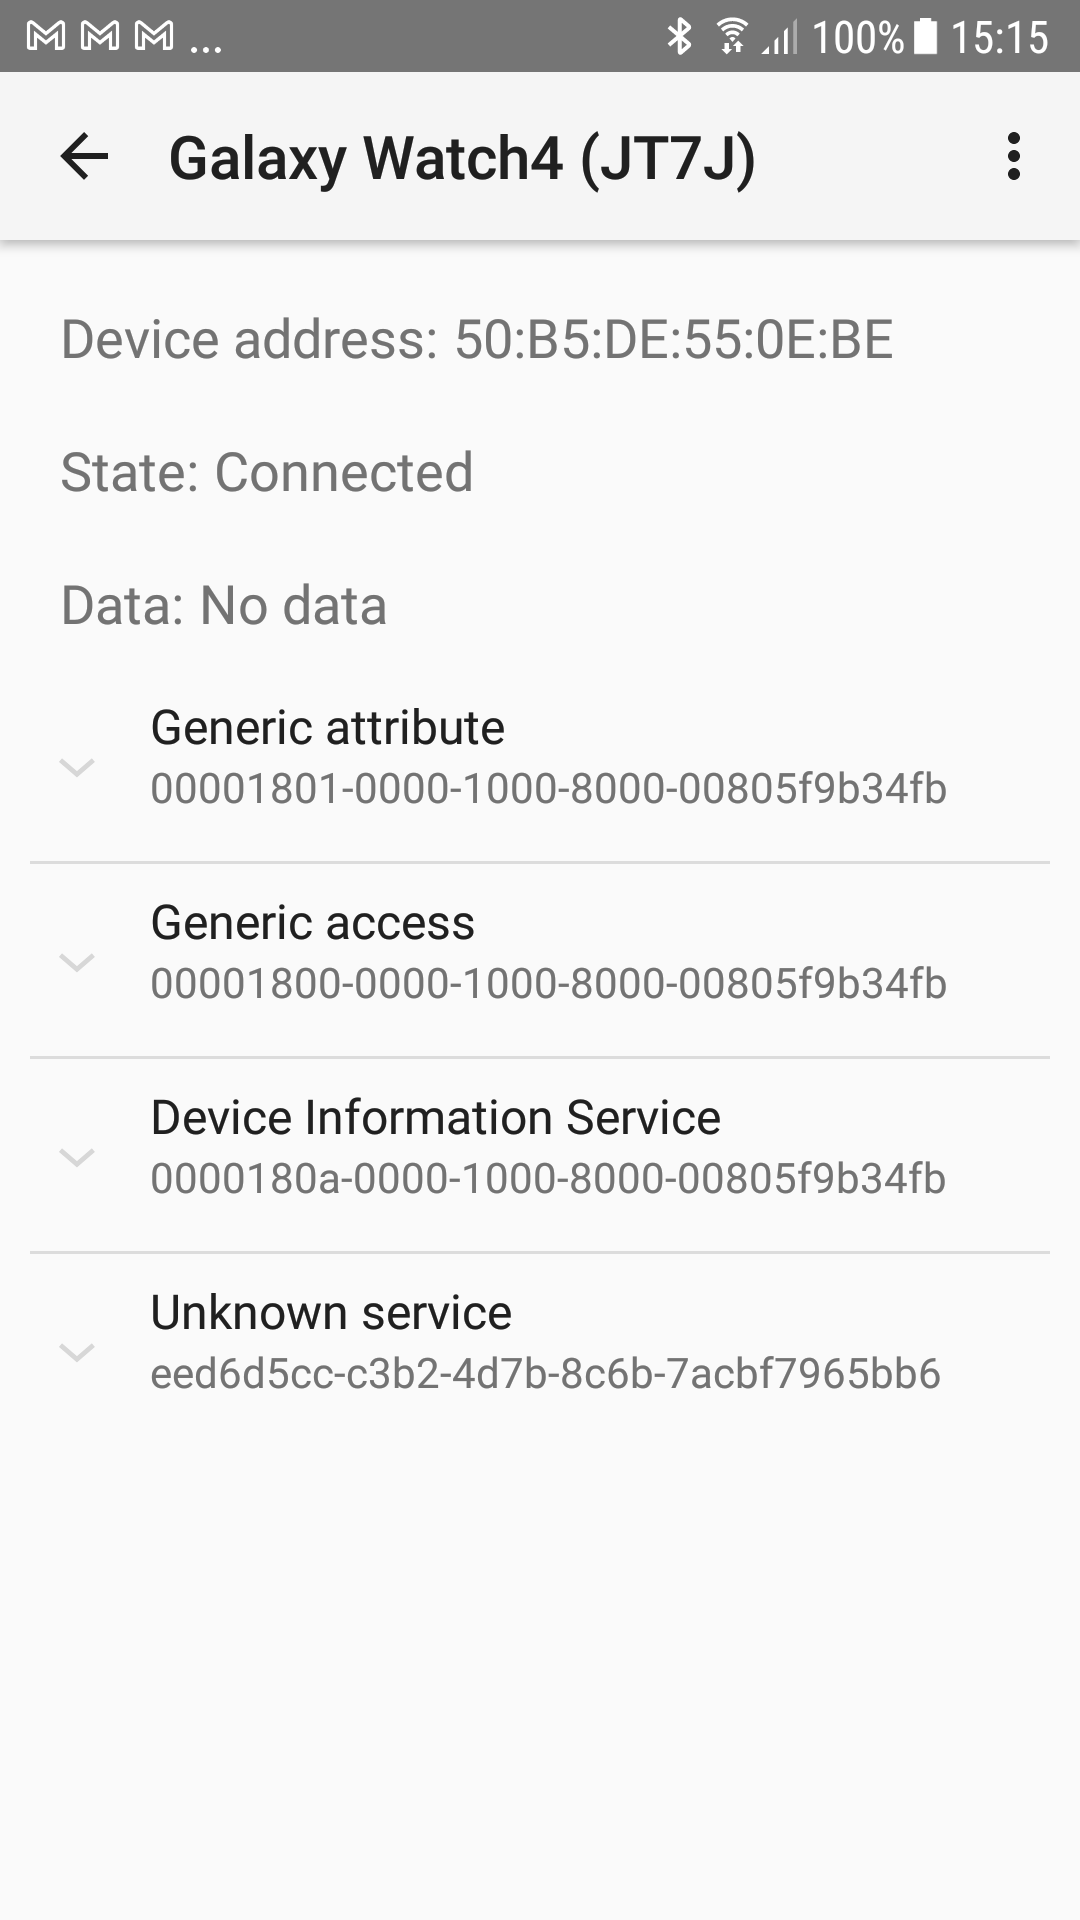 100% 15:15
Galaxy Watch4 (JT7J)
Device address: 50:B5:DE:55:0E:BE
State: Connected
Data: No data
Generic attribute
00001801-0000-1000-8000-00805f9b34fb
Generic access
00001800-0000-1000-8000-00805f9b34fb
Device Information Service
0000180a-0000-1000-8000-00805f9b34fb
Unknown service
eed6d5cc-c3b2-4d7b-8c6b-7acbf7965bb6